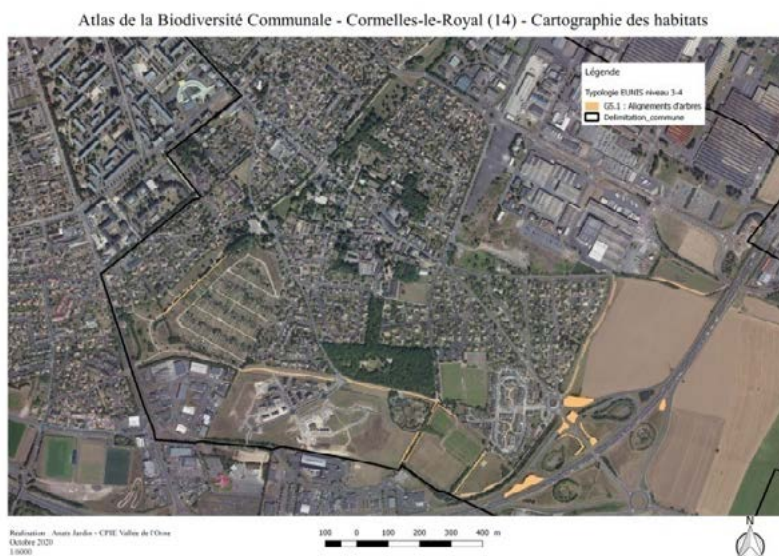 Atlas de la Biodiversité Communale - Cormelles-le-Royal (14) - Cartographie des habitats
Légende
Typologie EUNIS niveau 3-4
G5.1 : Alignements d'arbres
Délimitation_commune
Réalisation : Jardin - CPIE Vallée de l'Orne
Octobre 2020
1:6000
100 0 100 200 300 400 m
N